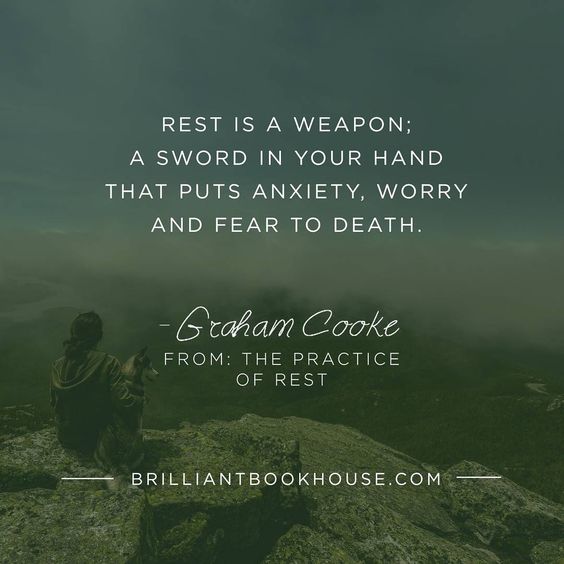 REST IS A WEAPON;
A SWORD IN YOUR HAND
THAT PUTS ANXIETY, WORRY
AND FEAR TO DEATH.
- Graham Cooke
FROM: THE PRACTICE
OF REST
BRILLIANTBOOKHOUSE.COM